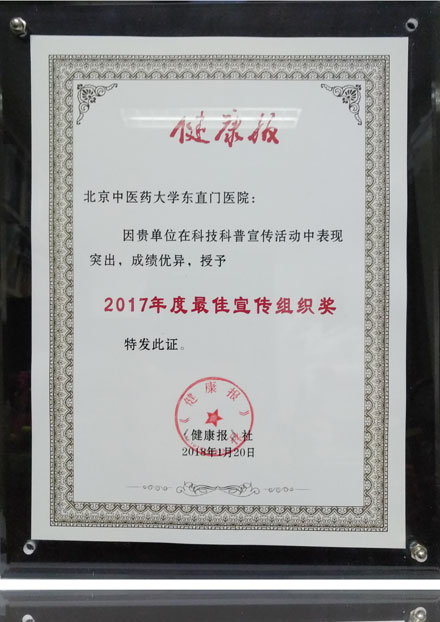 健康报
北京中医药大学东直门医院：
因贵单位在科技科普宣传活动中表现
突出，成绩优异，授予
2017年度最佳宣传组织奖
特发此证。
《健康报》社
《健康报》社
2018年1月20日